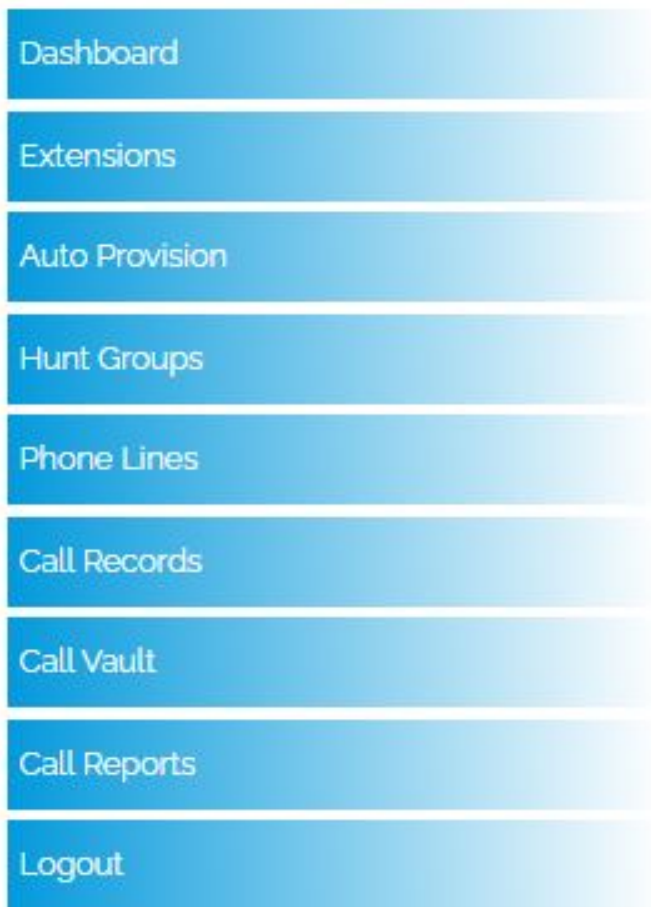 Dashboard
Extensions
Auto Provision
Hunt Groups
Phone Lines
Call Records
Call Vault
Call Reports
Logout